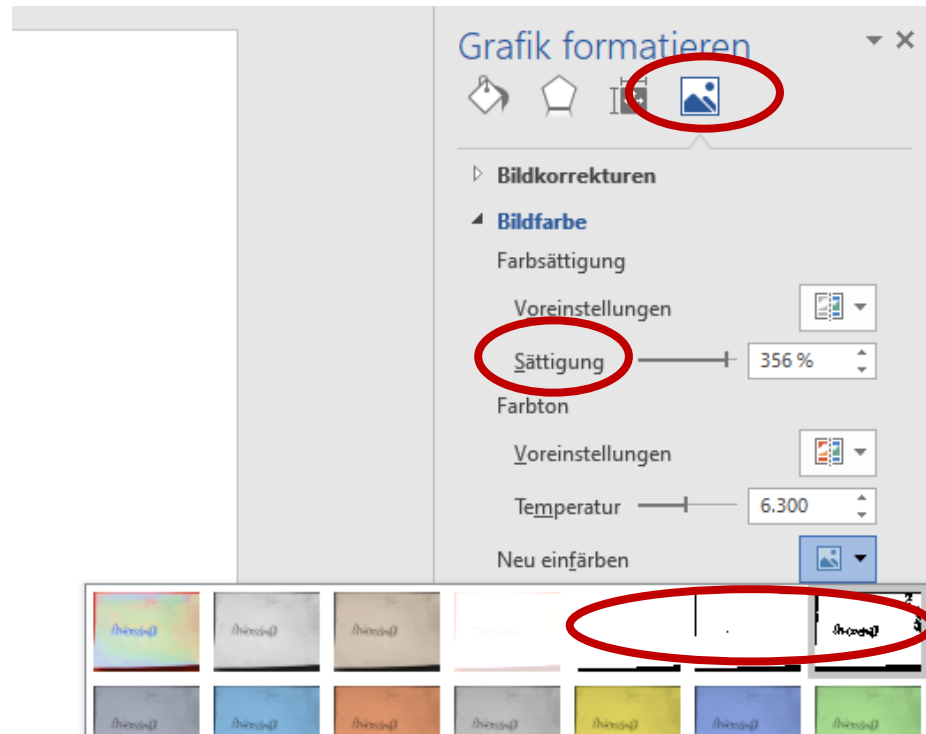 Grafik formatieren
Bildkorrekturen
Bildfarbe
Farbsättigung
Voreinstellungen
Sättigung 356 %
Farbton
Voreinstellungen
Temperatur 6.300
Neu einfärben